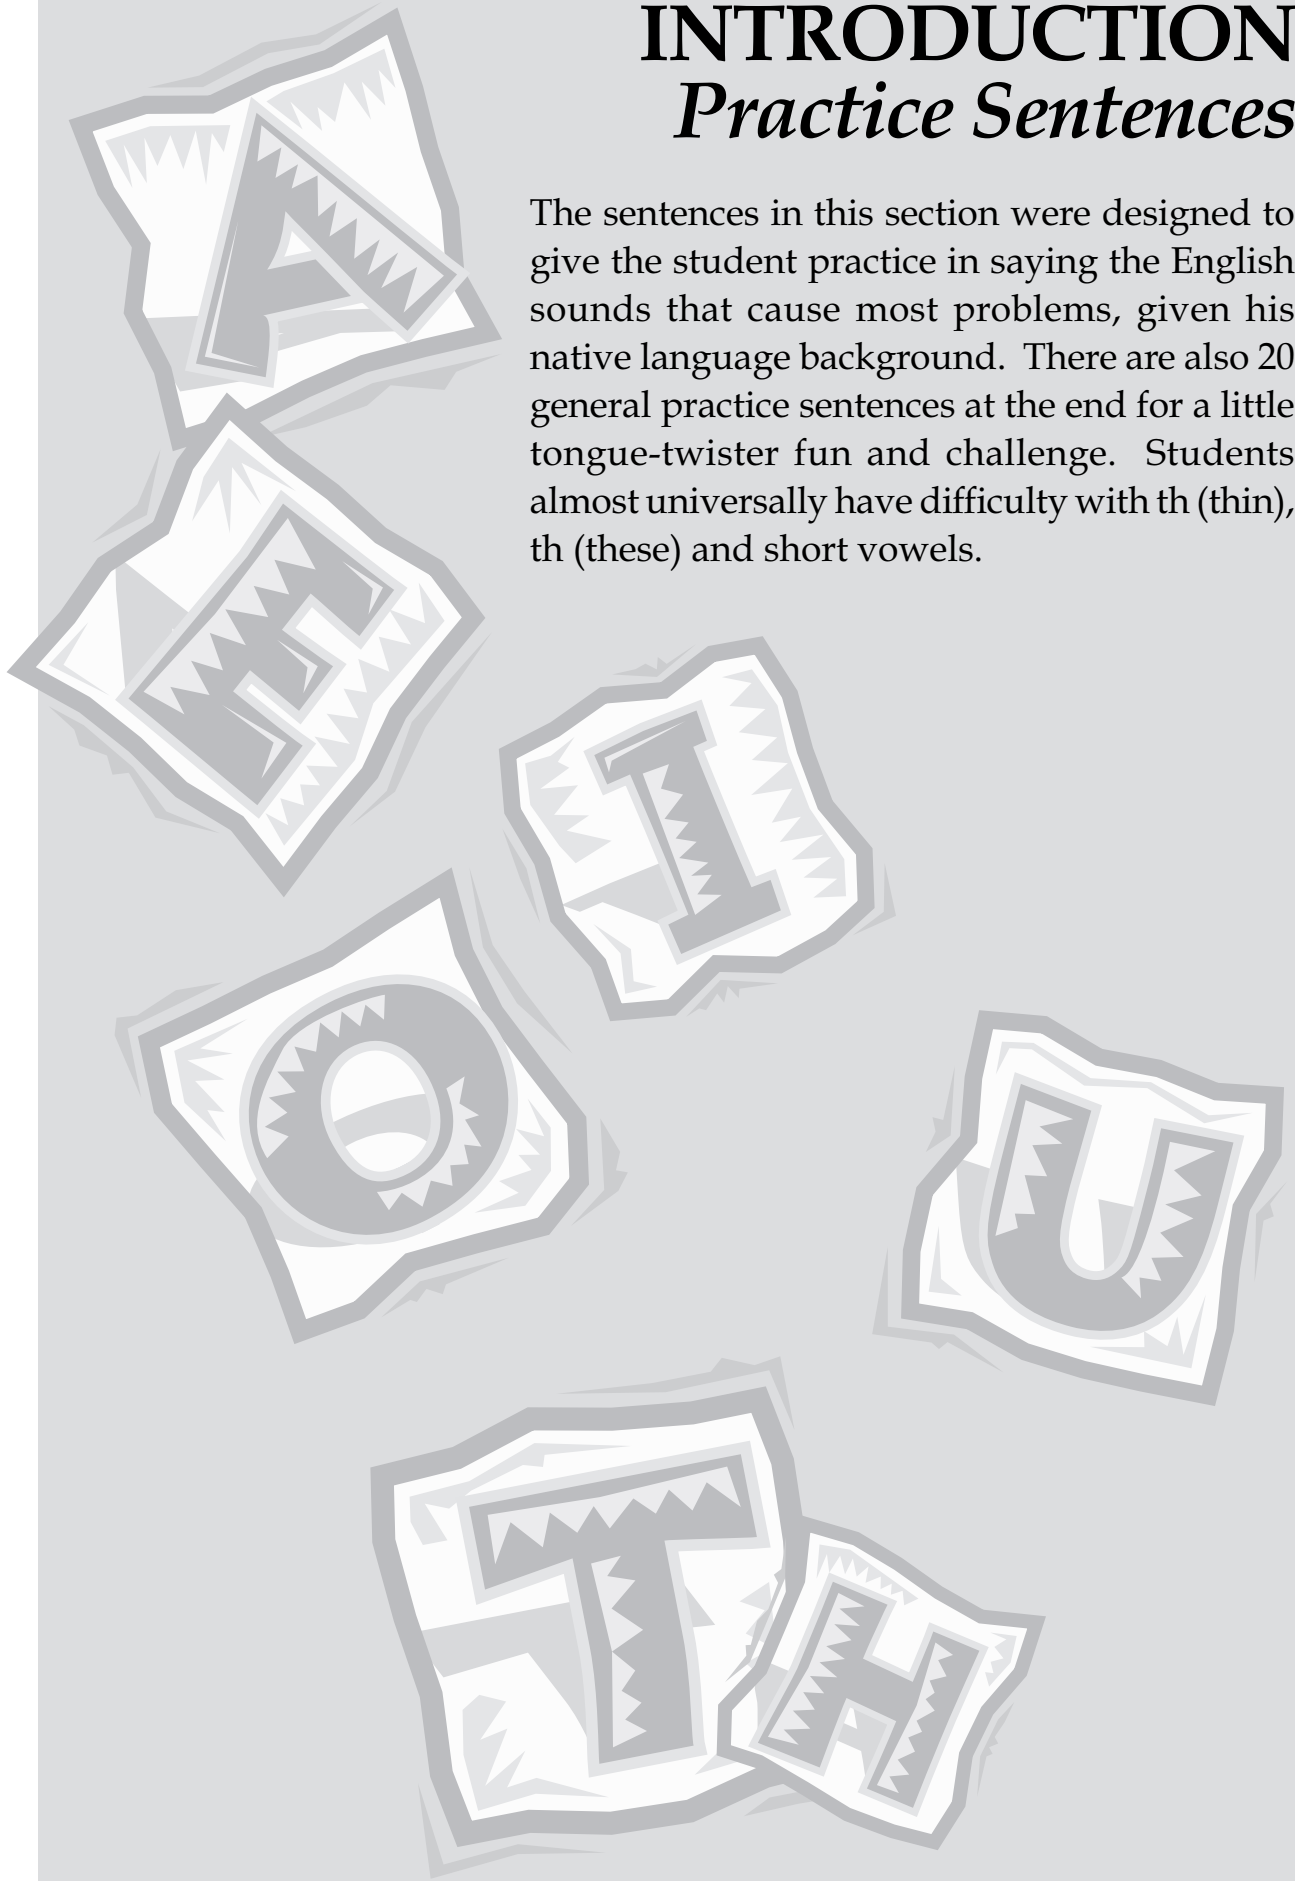 INTRODUCTION
Practice Sentences
The sentences in this section were designed to
give the student practice in saying the English
sounds that cause most problems, given his
native language background. There are also 20
general practice sentences at the end for a little
tongue-twister fun and challenge. Students
almost universally have difficulty with th (thin),
th (these) and short vowels.
A
E
I
O
U
T
H